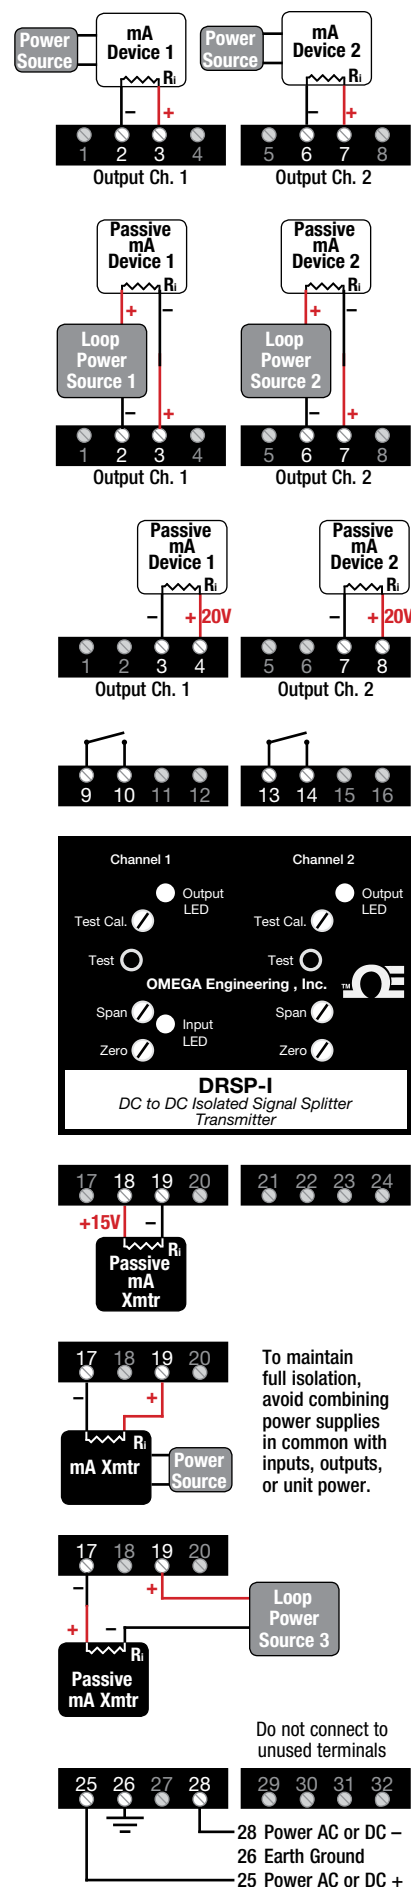 Power Source
mA Device 1
Ri
Power Source
mA Device 2
Ri
− +
− +
1 2 3 4
5 6 7 8
Output Ch. 1
Output Ch. 2
Passive mA Device 1
Ri
Passive mA Device 2
Ri
+ −
+ −
Loop Power Source 1
Loop Power Source 2
− +
− +
1 2 3 4
5 6 7 8
Output Ch. 1
Output Ch. 2
Passive mA Device 1
Ri
Passive mA Device 2
Ri
− +20V
− +20V
1 2 3 4
5 6 7 8
Output Ch. 1
Output Ch. 2
9 10 11 12
13 14 15 16
Channel 1
Channel 2
Output LED
Output LED
Test Cal.
Test Cal.
Test
Test
OMEGA Engineering , Inc.
TM
Span
Input LED
Span
Zero
Zero
DRSP-I
DC to DC Isolated Signal Splitter
Transmitter
17 18 19 20
21 22 23 24
+15V −
Ri
Passive mA Xmtr
17 18 19 20
− +
Ri
mA Xmtr
Power Source
To maintain
full isolation,
avoid combining
power supplies
in common with
inputs, outputs,
or unit power.
17 18 19 20
− +
+ −
Ri
Passive mA Xmtr
Loop Power Source 3
Do not connect to
unused terminals
25 26 27 28
29 30 31 32
28 Power AC or DC −
26 Earth Ground
25 Power AC or DC +